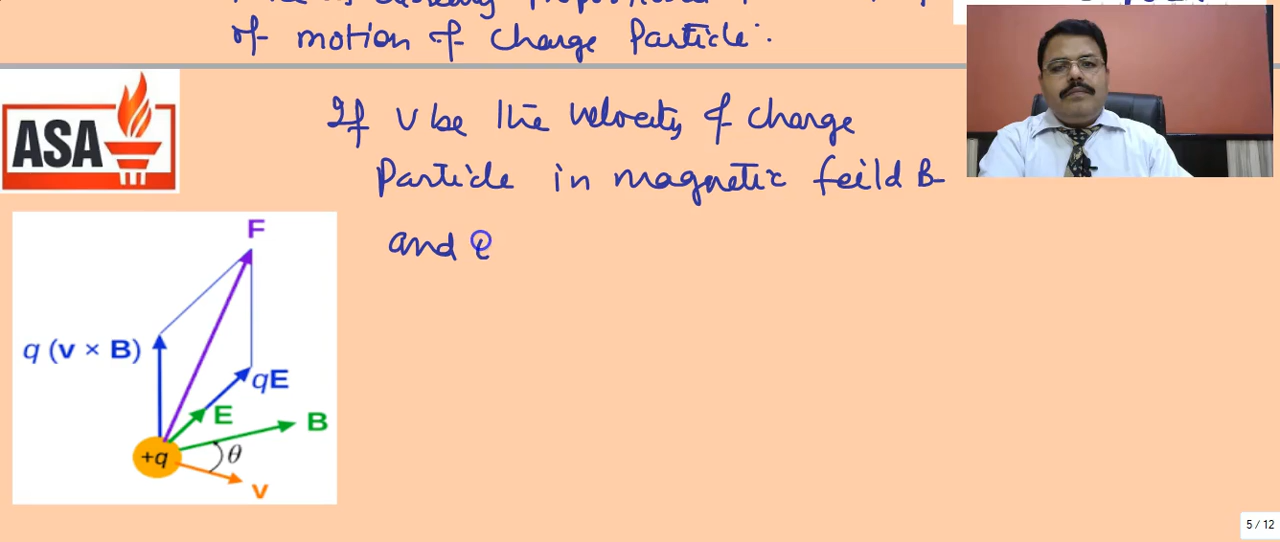 of motion of charge Particle.
If v be the velocity of charge
Particle in magnetic feild B
and Q
ASA
F
q (v × B)
qE
E
B
+q
θ
v
5 / 12